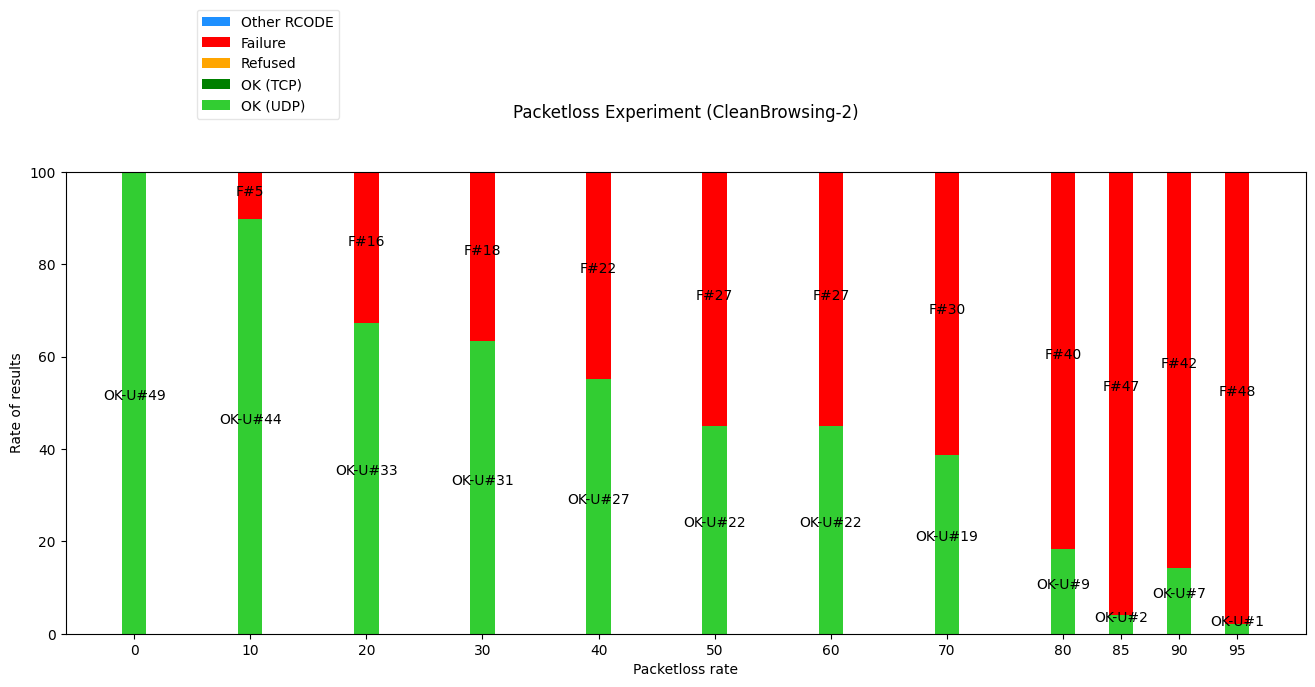 Other RCODE
Failure
Refused
OK (TCP)
OK (UDP)
Packetloss Experiment (CleanBrowsing-2)
Rate of results
100
80
60
40
20
0
OK-U#49
F#5
OK-U#44
F#16
OK-U#33
F#18
OK-U#31
F#22
OK-U#27
F#27
OK-U#22
F#27
OK-U#22
F#30
OK-U#19
F#40
OK-U#9
F#47
OK-U#2
F#42
OK-U#7
F#48
OK-U#1
0 10 20 30 40 50 60 70 80 85 90 95
Packetloss rate